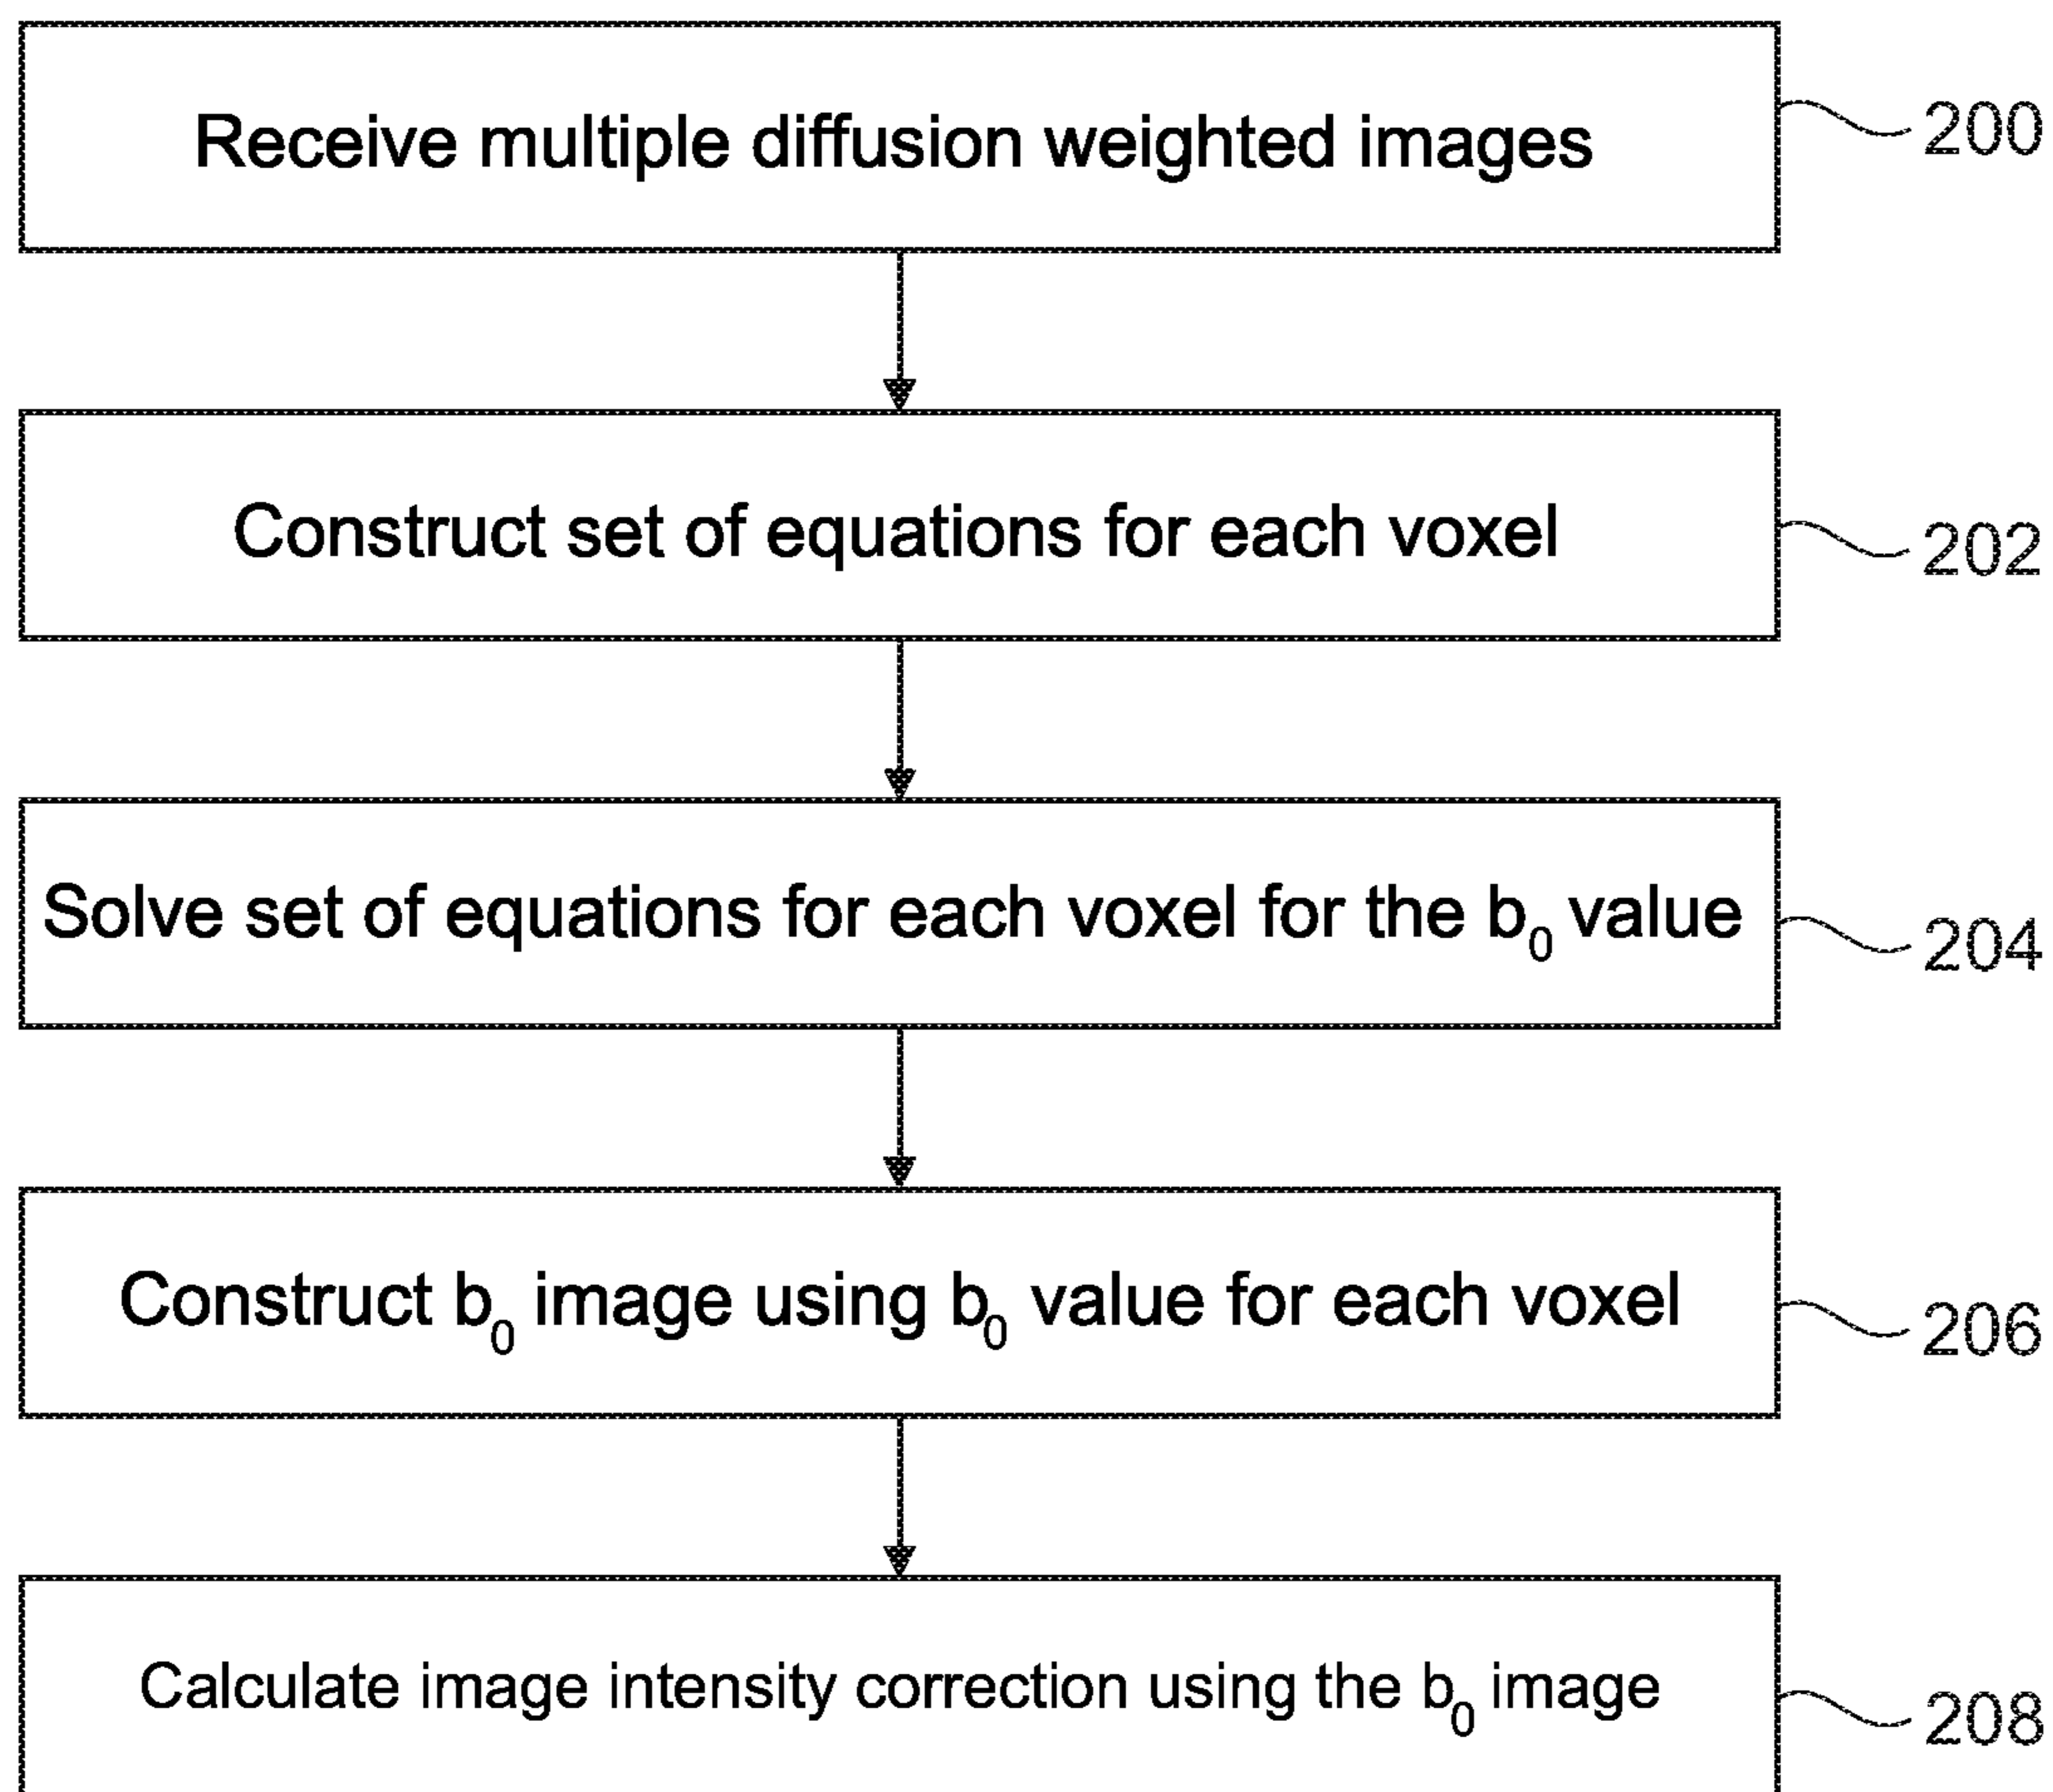 Receive multiple diffusion weighted images
200
Construct set of equations for each voxel
202
Solve set of equations for each voxel for the b₀ value
204
Construct b₀ image using b₀ value for each voxel
206
Calculate image intensity correction using the b₀ image
208